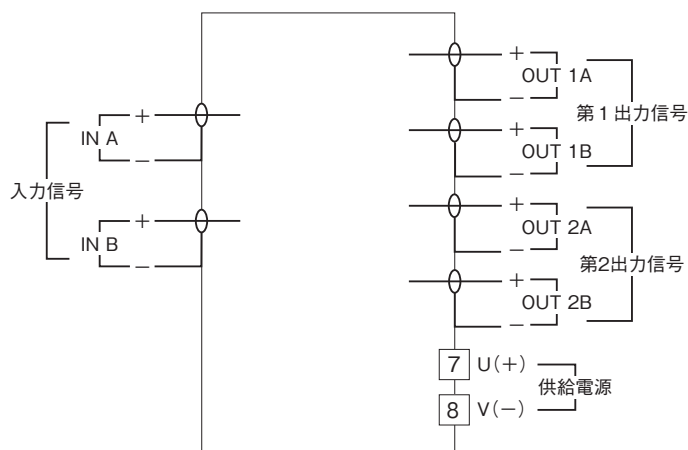 入力信号
IN A
+
−
IN B
+
−
+
OUT 1A
−
+
OUT 1B
−
第１出力信号
+
OUT 2A
−
+
OUT 2B
−
第2出力信号
7 U(+)
8 V(−)
供給電源